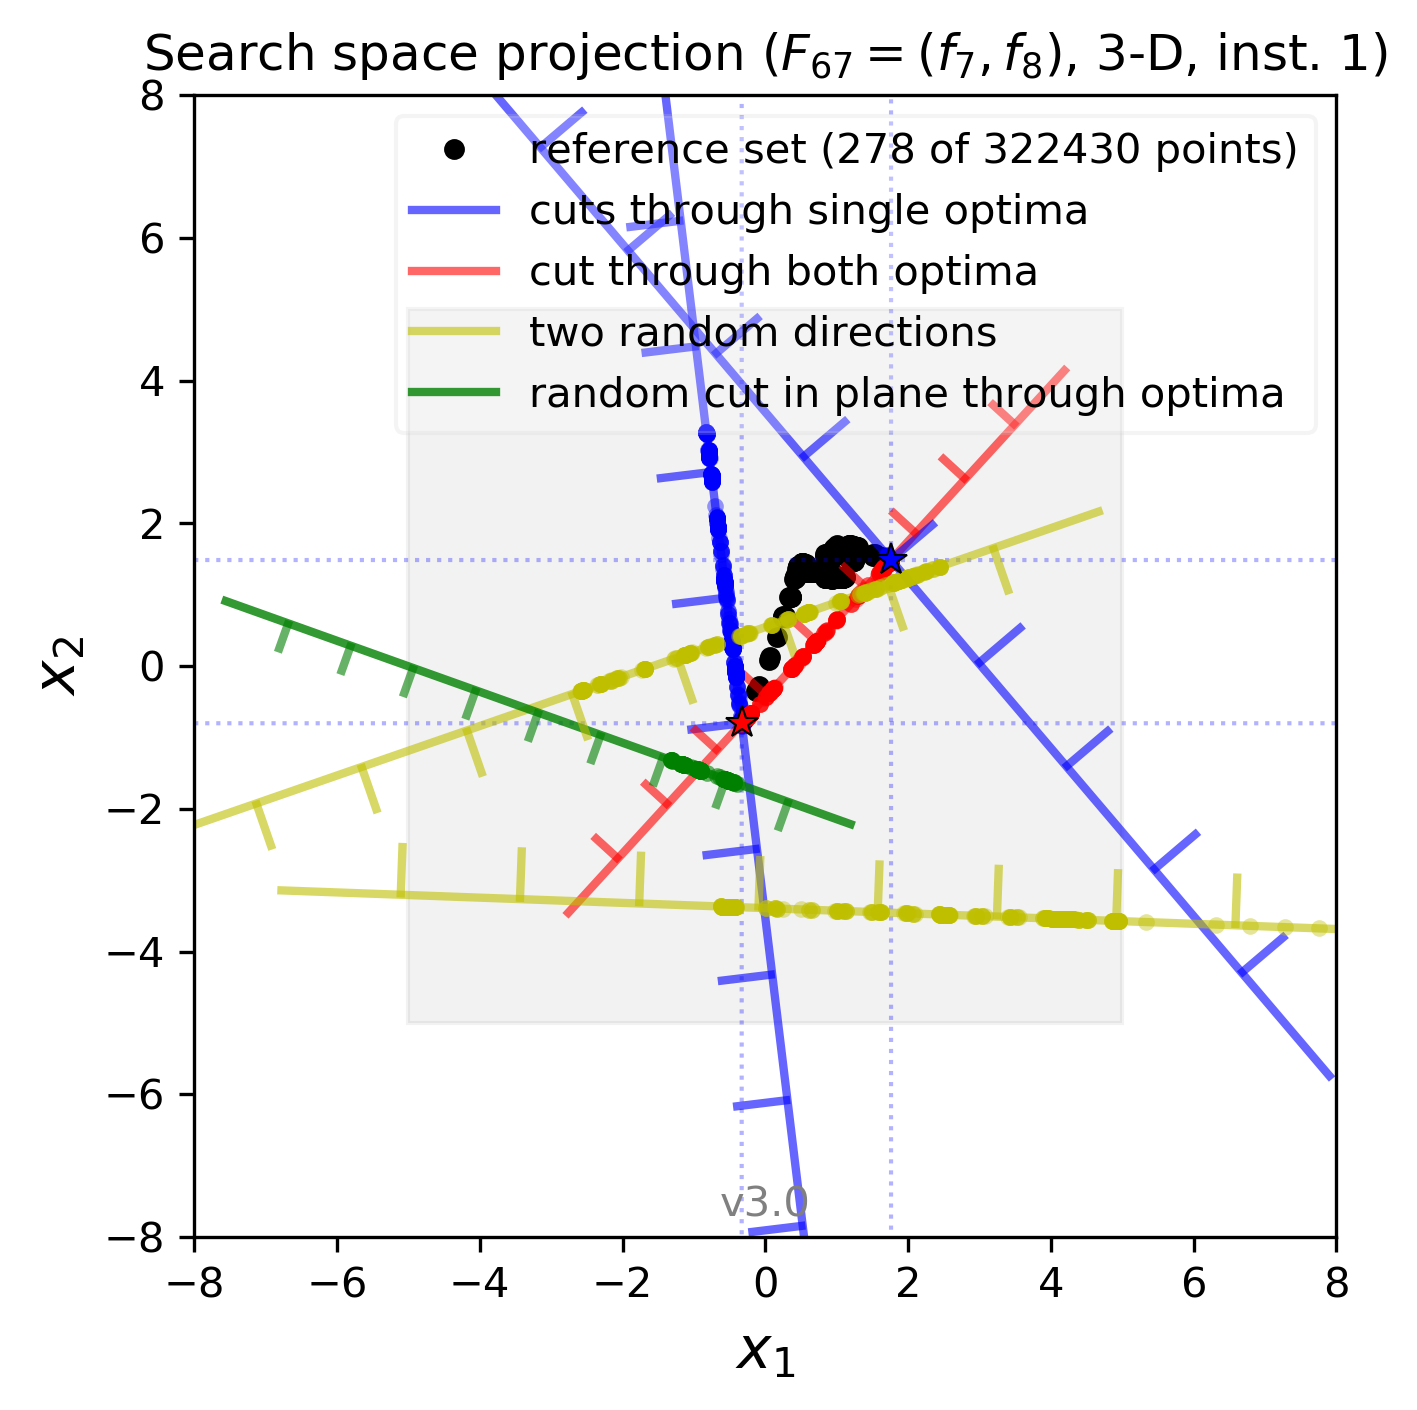 Search space projection (F67 = (f7, f8), 3-D, inst. 1)
reference set (278 of 322430 points)
cuts through single optima
cut through both optima
two random directions
random cut in plane through optima
8
6
4
2
0
−2
−4
−6
−8
x2
v3.0
−8 −6 −4 −2 0 2 4 6 8
x1